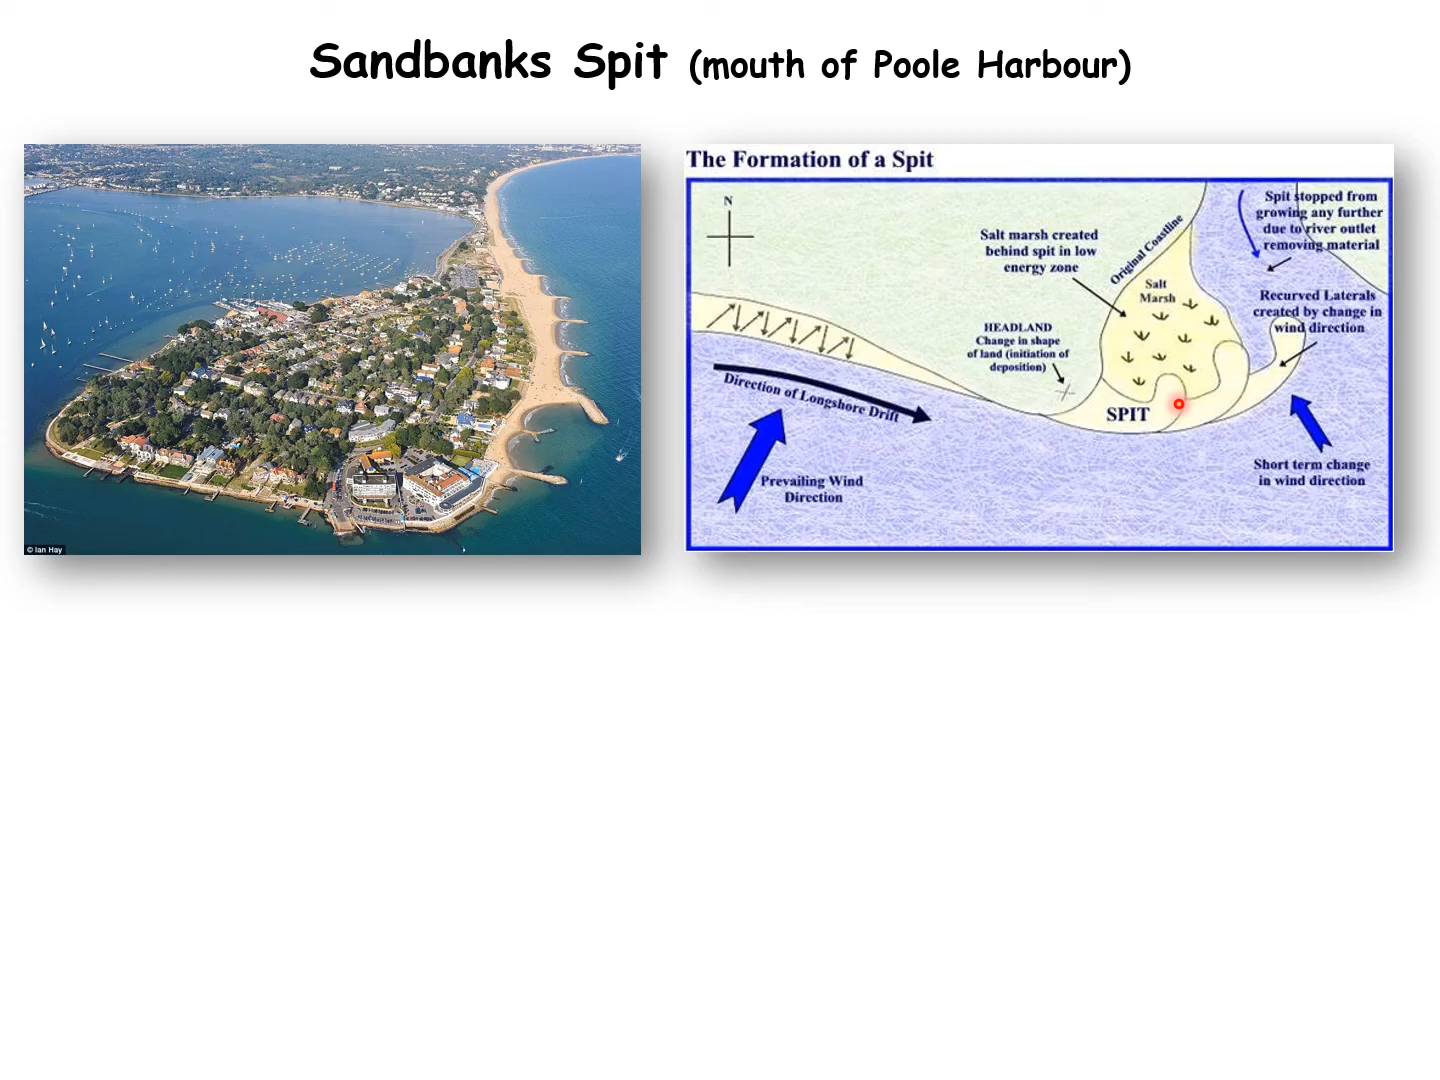 Sandbanks Spit (mouth of Poole Harbour)
© Ian Hay
The Formation of a Spit
N
Salt marsh created
behind spit in low
energy zone
Original Coastline
Spit stopped from
growing any further
due to river outlet
removing material
Salt
Marsh
Recurved Laterals
created by change in
wind direction
HEADLAND
Change in shape
of land (initiation of
deposition)
Direction of Longshore Drift
SPIT
Prevailing Wind
Direction
Short term change
in wind direction